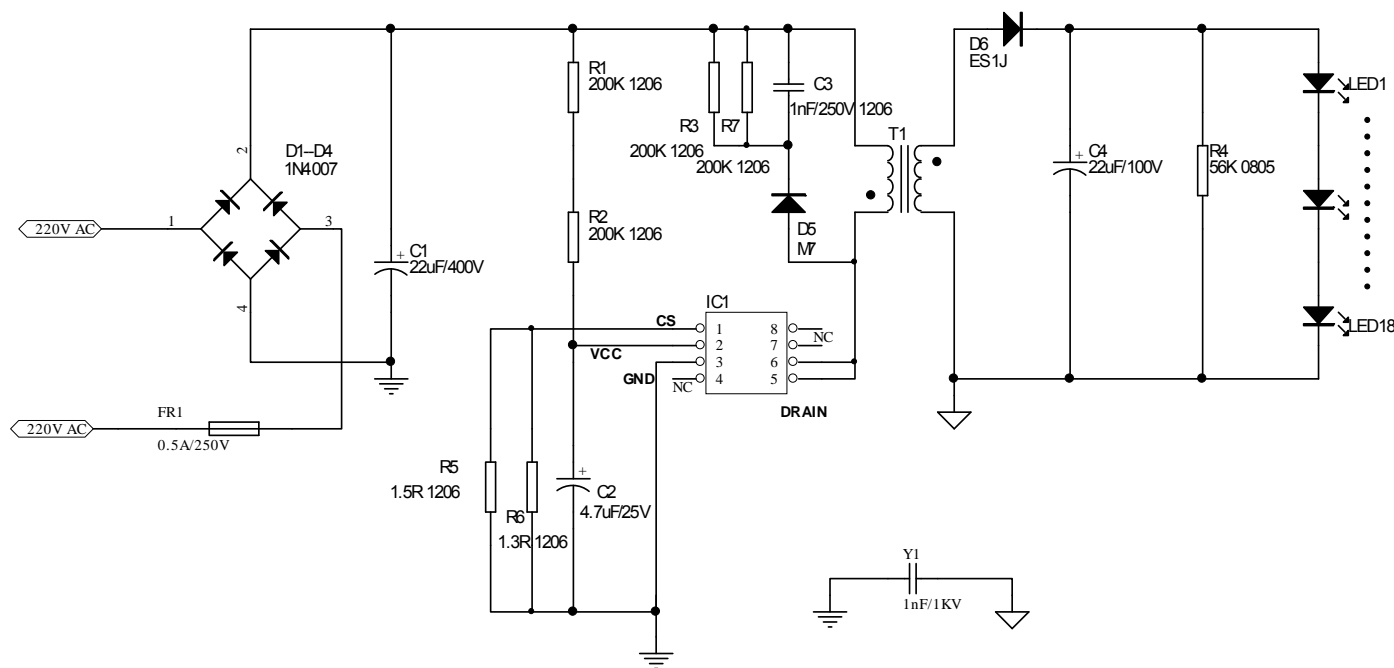 D6
ES1J
R1
200K 1206
C3
1nF/250V 1206
LED1
R3
R7
200K 1206
200K 1206
T1
D1--D4
1N4007
2
C4
22uF/100V
R4
56K 0805
220V AC
1
3
R2
200K 1206
D5
M7
C1
22uF/400V
4
IC1
CS
1
8
NC
VCC
2
7
3
6
GND
NC
4
5
LED18
DRAIN
FR1
220V AC
0.5A/250V
R5
1.5R 1206
R6
1.3R 1206
C2
4.7uF/25V
Y1
1nF/1KV